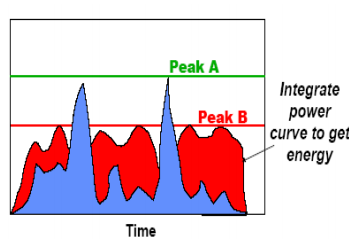 Peak A
Peak B
Integrate
power
curve to get
energy
Time